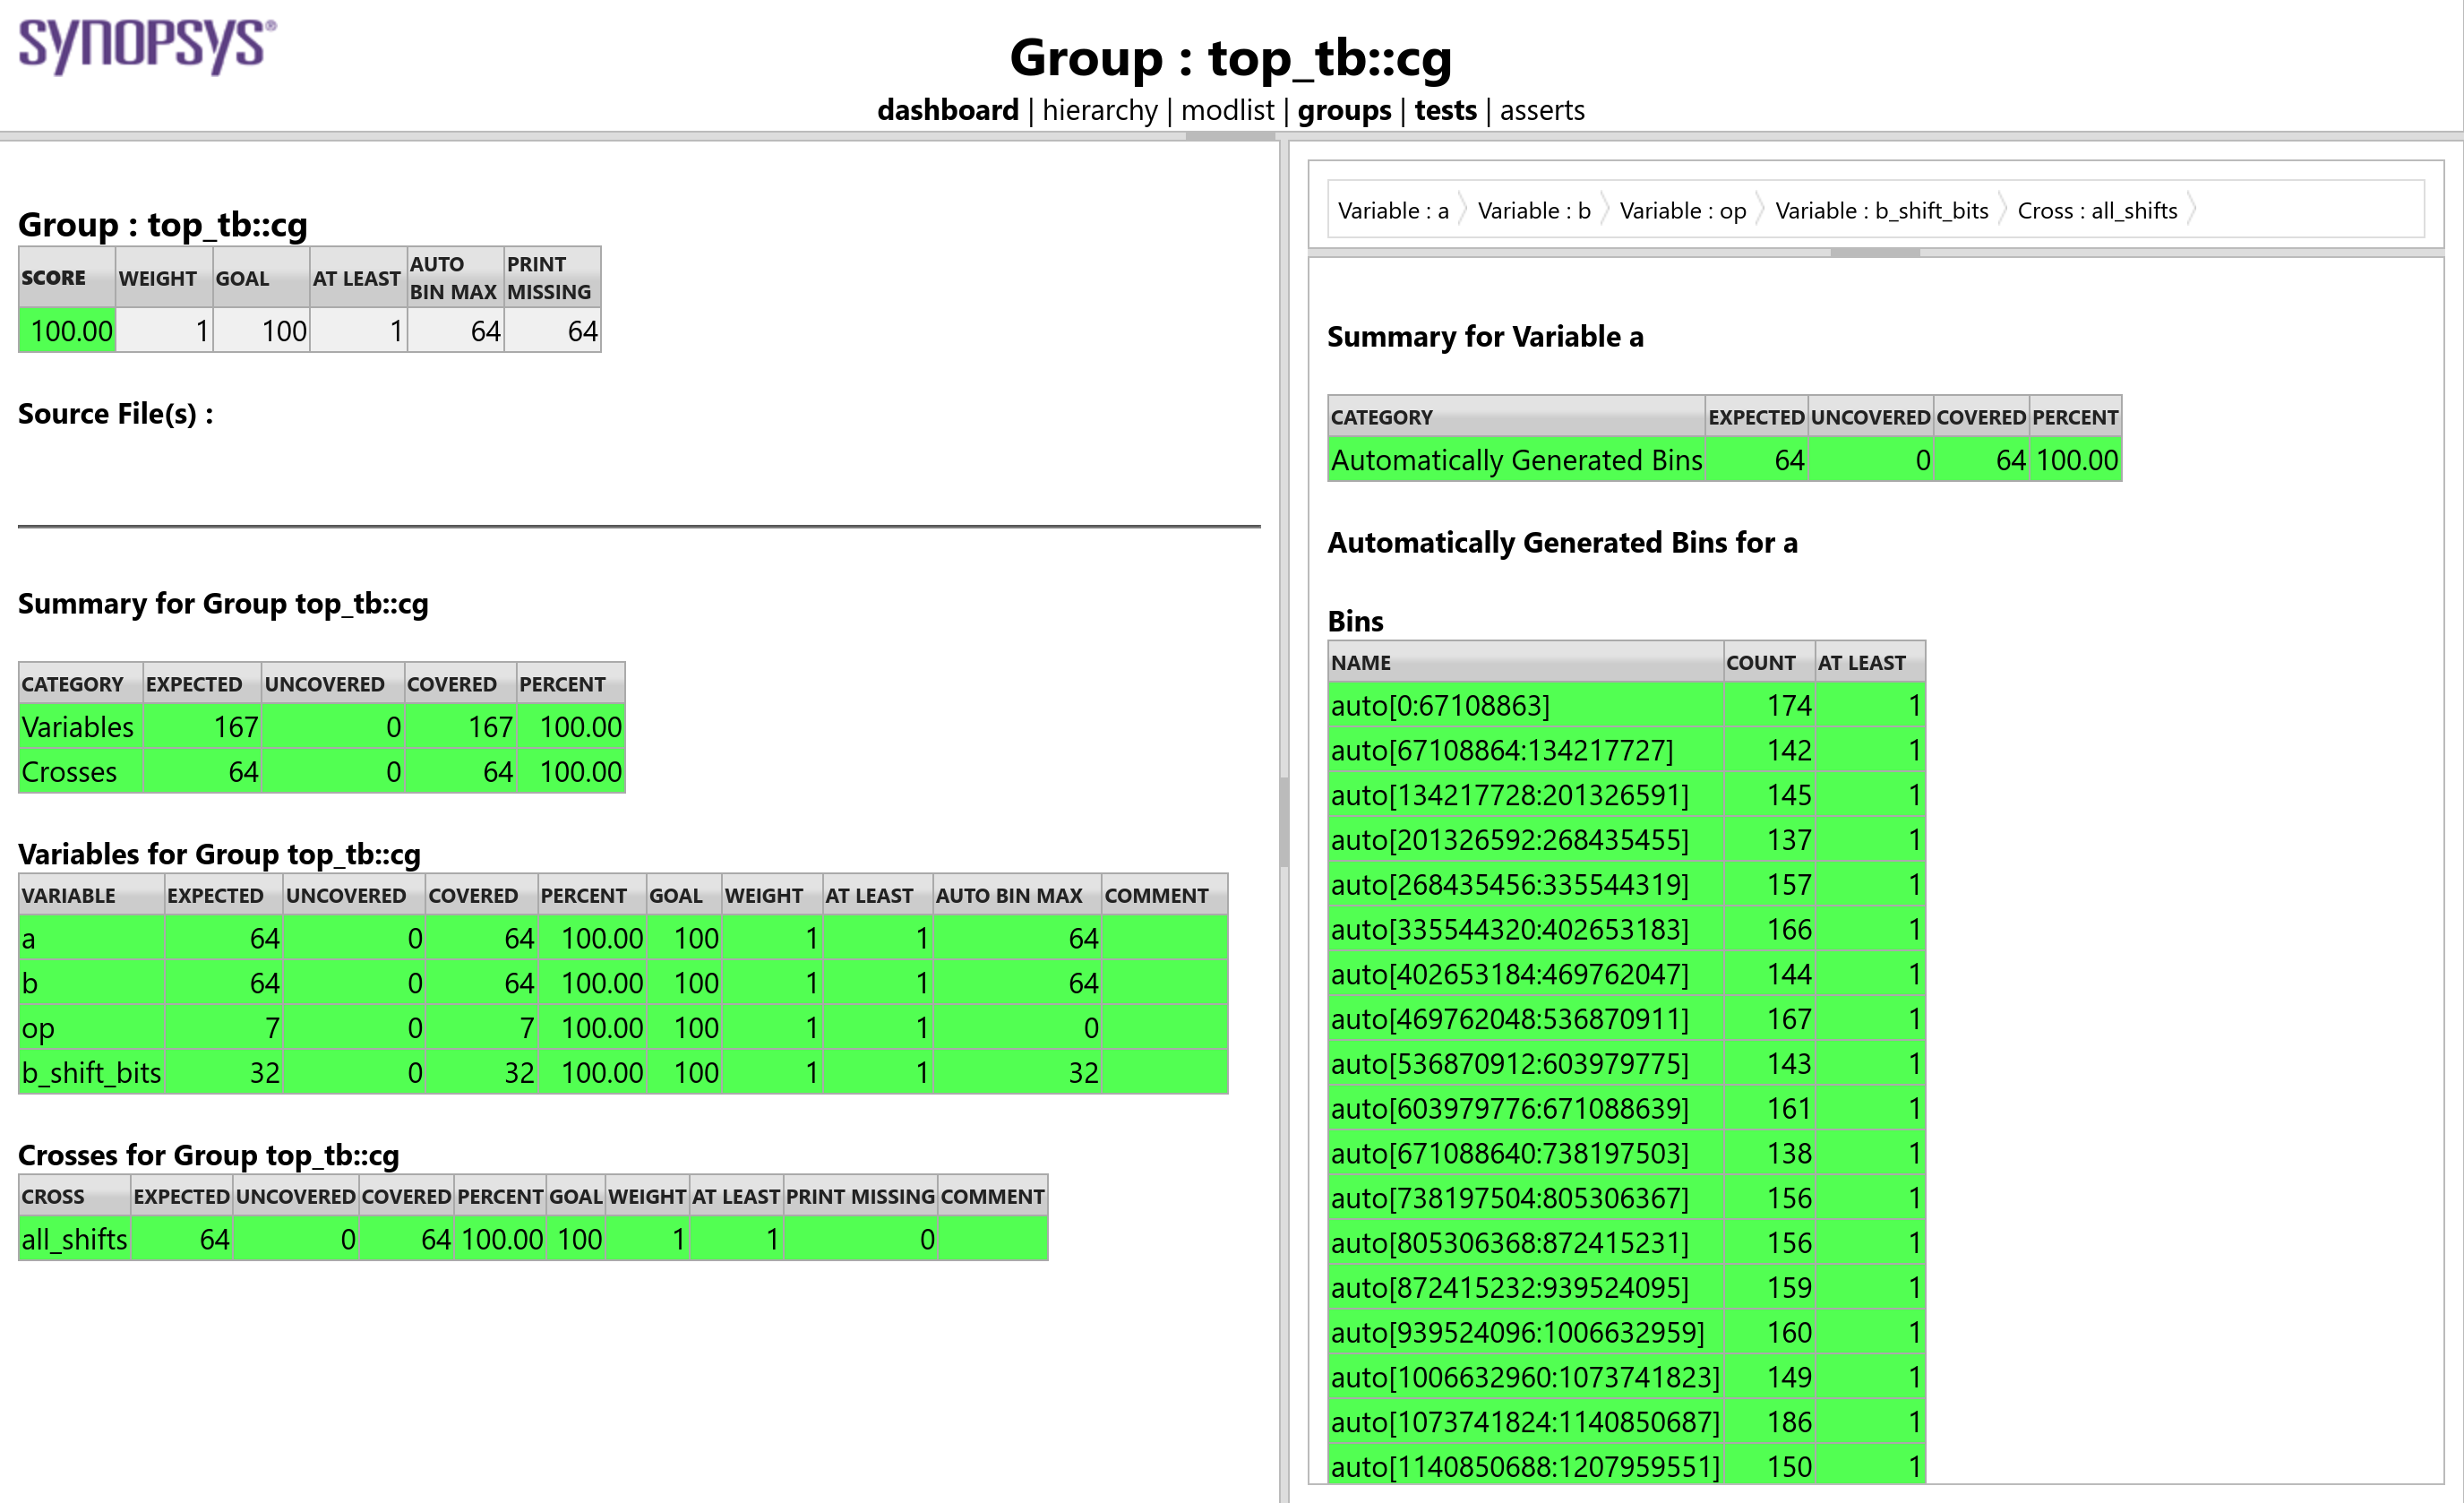 SYNOPSYS®
Group : top_tb::cg
dashboard | hierarchy | modlist | groups | tests | asserts
Group : top_tb::cg
SCORE WEIGHT GOAL AT LEAST AUTO BIN MAX PRINT MISSING
100.00 1 100 1 64 64
Source File(s) :
Summary for Group top_tb::cg
CATEGORY EXPECTED UNCOVERED COVERED PERCENT
Variables 167 0 167 100.00
Crosses 64 0 64 100.00
Variables for Group top_tb::cg
VARIABLE EXPECTED UNCOVERED COVERED PERCENT GOAL WEIGHT AT LEAST AUTO BIN MAX COMMENT
a 64 0 64 100.00 100 1 1 64
b 64 0 64 100.00 100 1 1 64
op 7 0 7 100.00 100 1 1 0
b_shift_bits 32 0 32 100.00 100 1 1 32
Crosses for Group top_tb::cg
CROSS EXPECTED UNCOVERED COVERED PERCENT GOAL WEIGHT AT LEAST PRINT MISSING COMMENT
all_shifts 64 0 64 100.00 100 1 1 0
Variable : a Variable : b Variable : op Variable : b_shift_bits Cross : all_shifts
Summary for Variable a
CATEGORY EXPECTED UNCOVERED COVERED PERCENT
Automatically Generated Bins 64 0 64 100.00
Automatically Generated Bins for a
Bins
NAME COUNT AT LEAST
auto[0:67108863] 174 1
auto[67108864:134217727] 142 1
auto[134217728:201326591] 145 1
auto[201326592:268435455] 137 1
auto[268435456:335544319] 157 1
auto[335544320:402653183] 166 1
auto[402653184:469762047] 144 1
auto[469762048:536870911] 167 1
auto[536870912:603979775] 143 1
auto[603979776:671088639] 161 1
auto[671088640:738197503] 138 1
auto[738197504:805306367] 156 1
auto[805306368:872415231] 156 1
auto[872415232:939524095] 159 1
auto[939524096:1006632959] 160 1
auto[1006632960:1073741823] 149 1
auto[1073741824:1140850687] 186 1
auto[1140850688:1207959551] 150 1